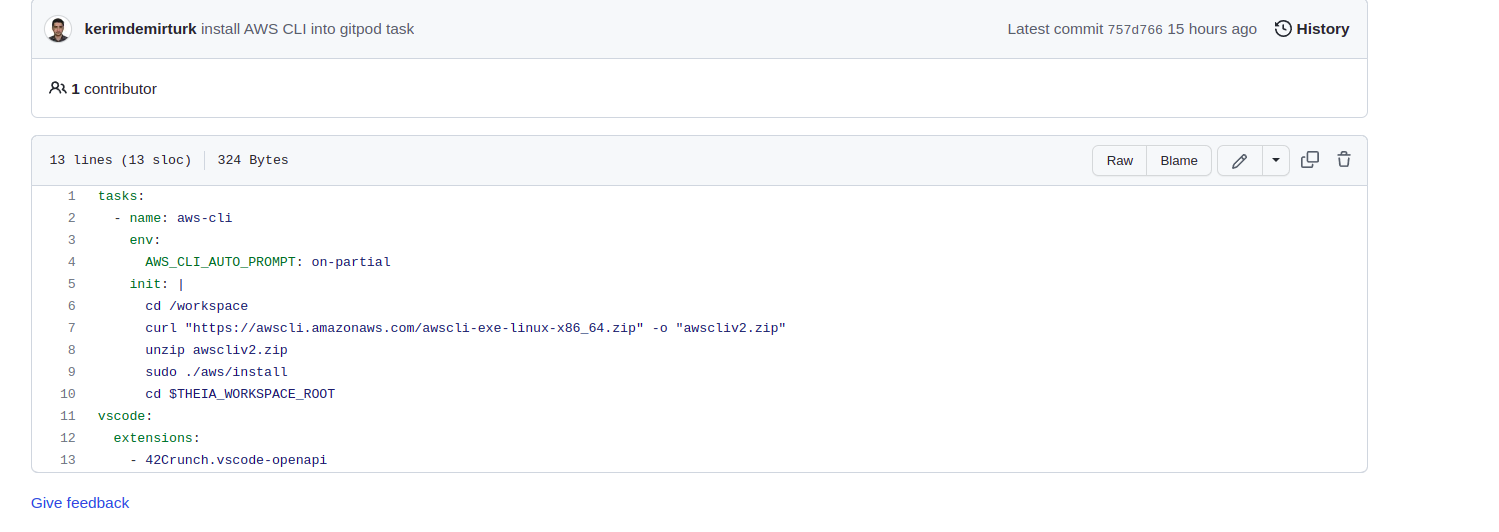 kerimdemirturk install AWS CLI into gitpod task
Latest commit 757d766 15 hours ago History
1 contributor
13 lines (13 sloc) 324 Bytes
Raw Blame
1 tasks:
2   - name: aws-cli
3     env:
4       AWS_CLI_AUTO_PROMPT: on-partial
5     init: |
6       cd /workspace
7       curl "https://awscli.amazonaws.com/awscli-exe-linux-x86_64.zip" -o "awscliv2.zip"
8       unzip awscliv2.zip
9       sudo ./aws/install
10       cd $THEIA_WORKSPACE_ROOT
11 vscode:
12   extensions:
13     - 42Crunch.vscode-openapi
Give feedback